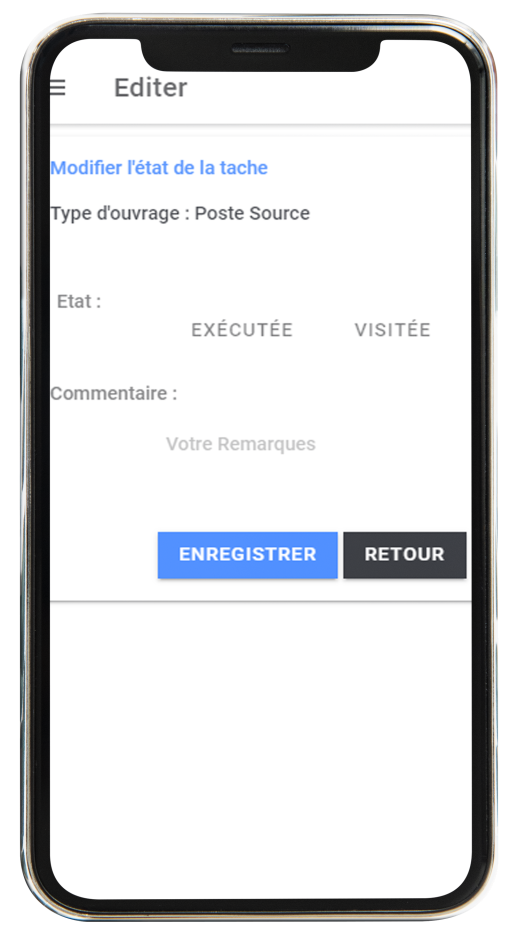 Editer
Modifier l'état de la tache
Type d'ouvrage : Poste Source
Etat :
EXÉCUTÉE VISITÉE
Commentaire :
Votre Remarques
ENREGISTRER RETOUR